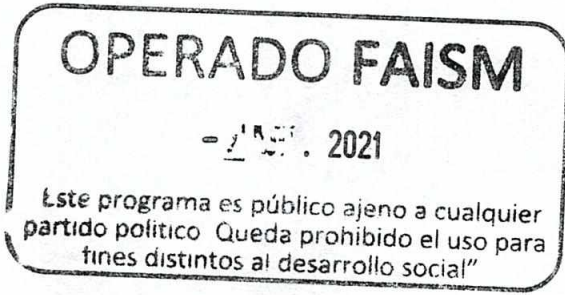 OPERADO FAISM
2021
Este programa es público ajeno a cualquier
partido politico Queda prohibido el uso para
fines distintos al desarrollo social"